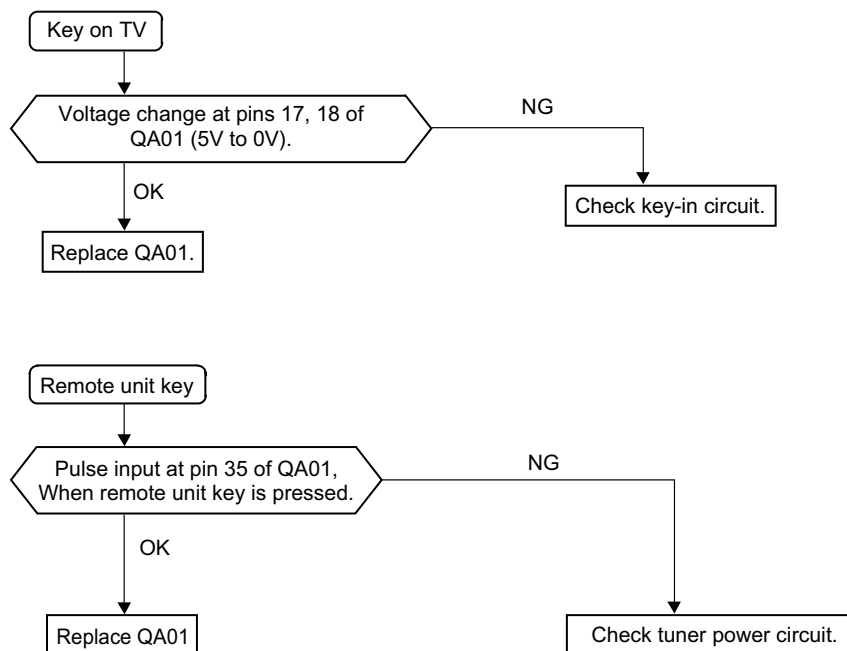 Key on TV
Voltage change at pins 17, 18 of
QA01 (5V to 0V).
NG
OK
Check key-in circuit.
Replace QA01.
Remote unit key
Pulse input at pin 35 of QA01,
When remote unit key is pressed.
NG
OK
Replace QA01
Check tuner power circuit.